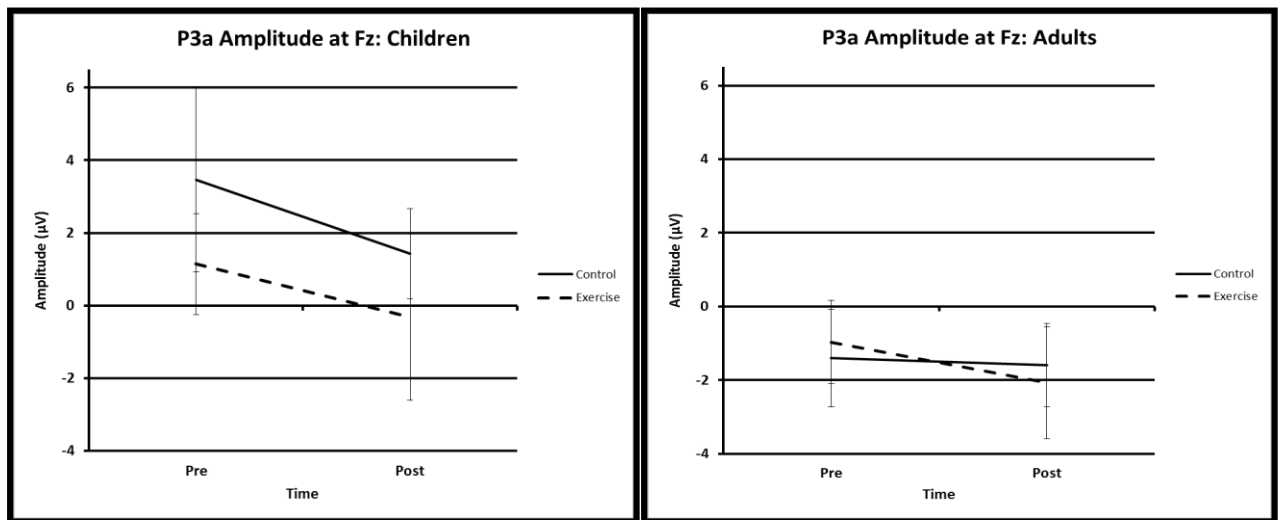 P3a Amplitude at Fz: Children
6
4
2
0
-2
-4
Amplitude (µV)
Pre
Post
Time
Control
Exercise
P3a Amplitude at Fz: Adults
6
4
2
0
-2
-4
Amplitude (µV)
Pre
Post
Time
Control
Exercise